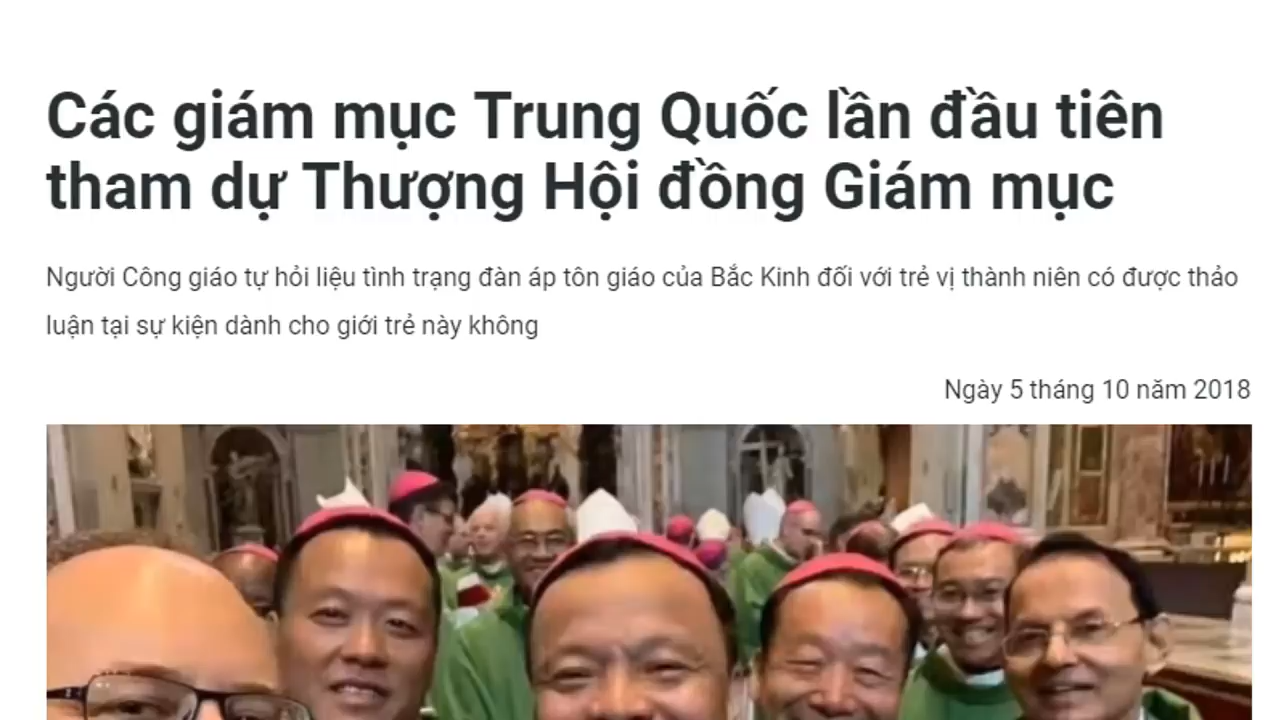 Các giám mục Trung Quốc lần đầu tiên
tham dự Thượng Hội đồng Giám mục
Người Công giáo tự hỏi liệu tình trạng đàn áp tôn giáo của Bắc Kinh đối với trẻ vị thành niên có được thảo
luận tại sự kiện dành cho giới trẻ này không
Ngày 5 tháng 10 năm 2018